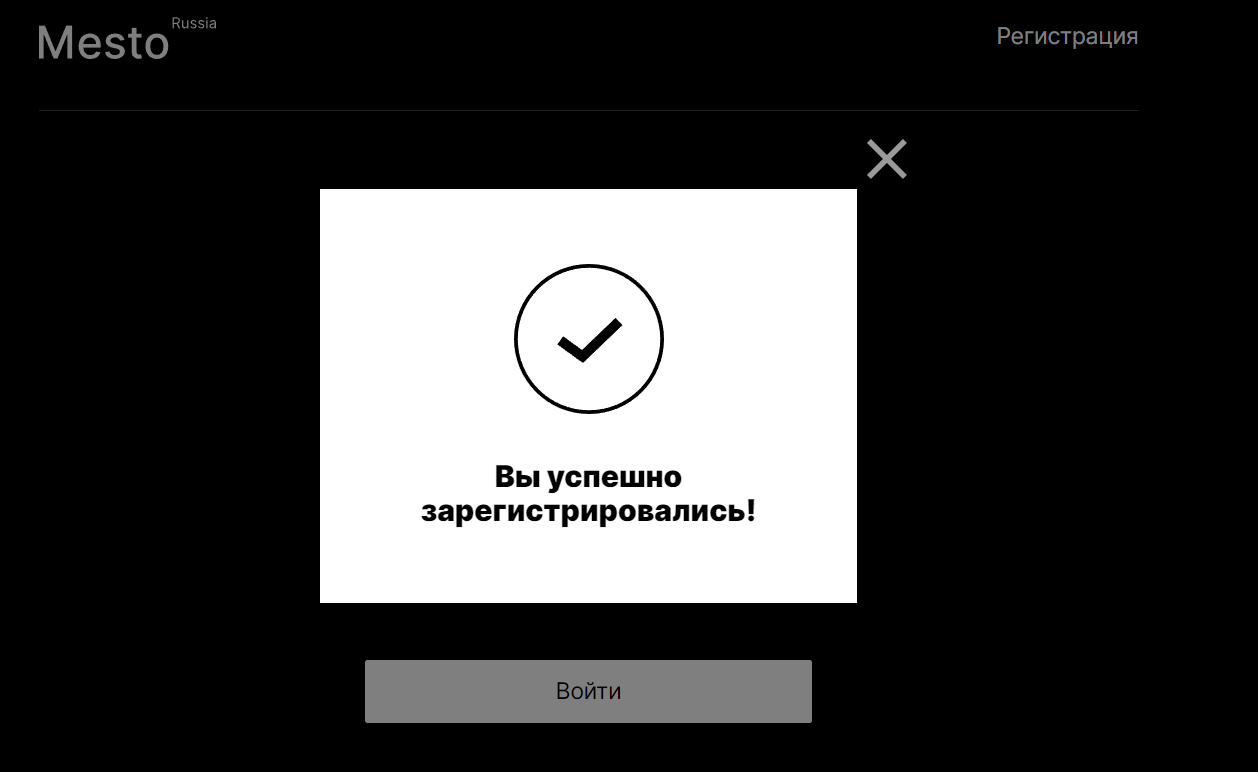 Mesto Russia
Регистрация
Вы успешно
зарегистрировались!
Войти